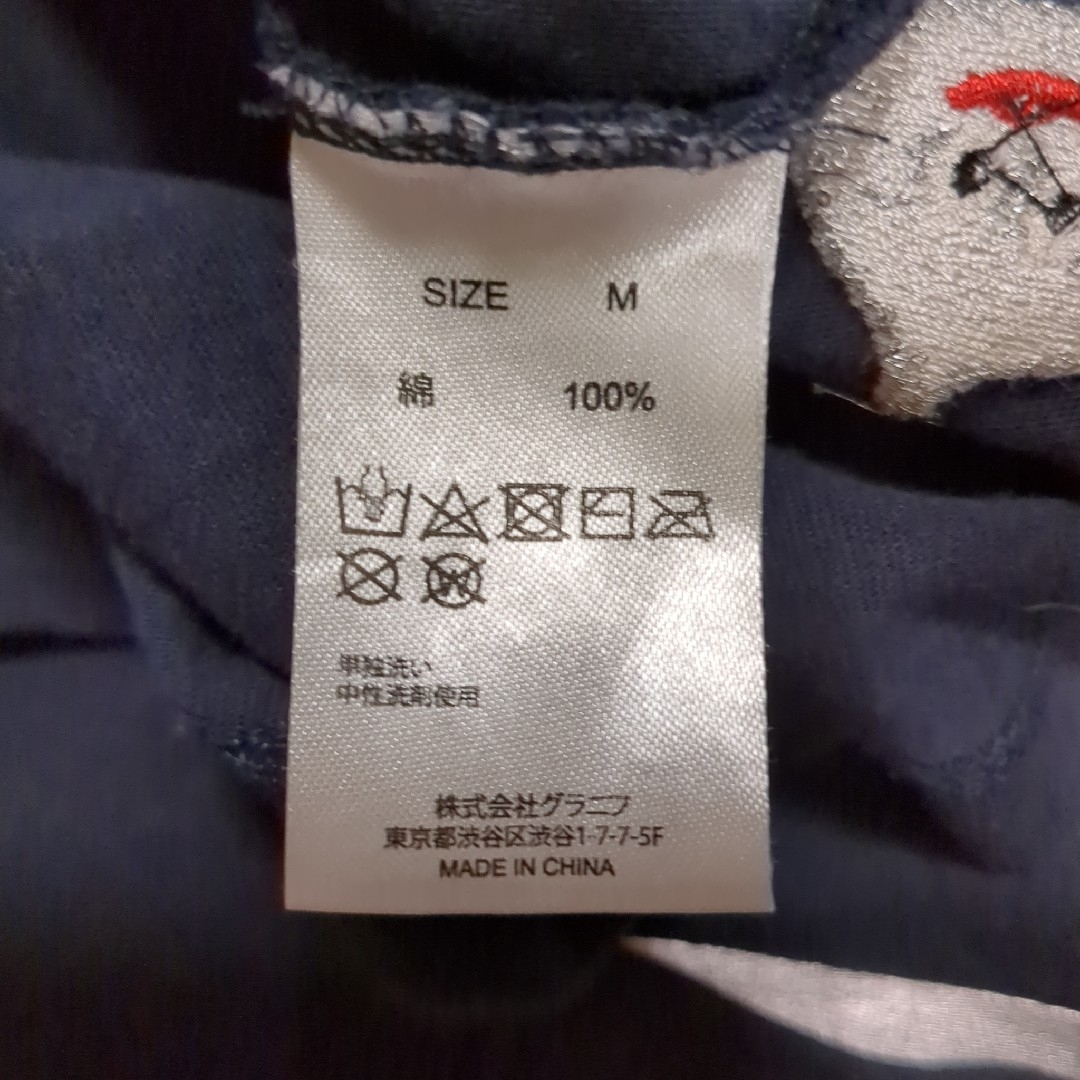 SIZE M
綿 100%
単独洗い
中性洗剤使用
株式会社グラニフ
東京都渋谷区渋谷1-7-7-5F
MADE IN CHINA